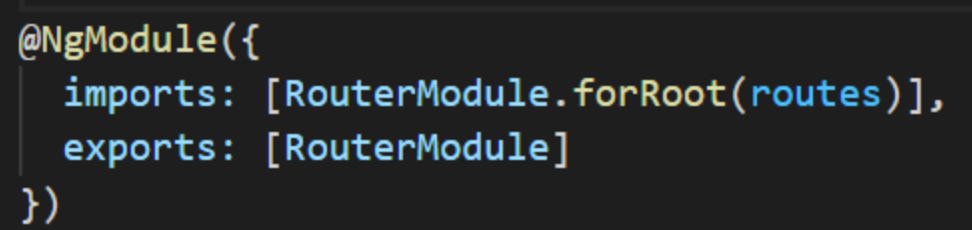 @NgModule({
  imports: [RouterModule.forRoot(routes)],
  exports: [RouterModule]
})